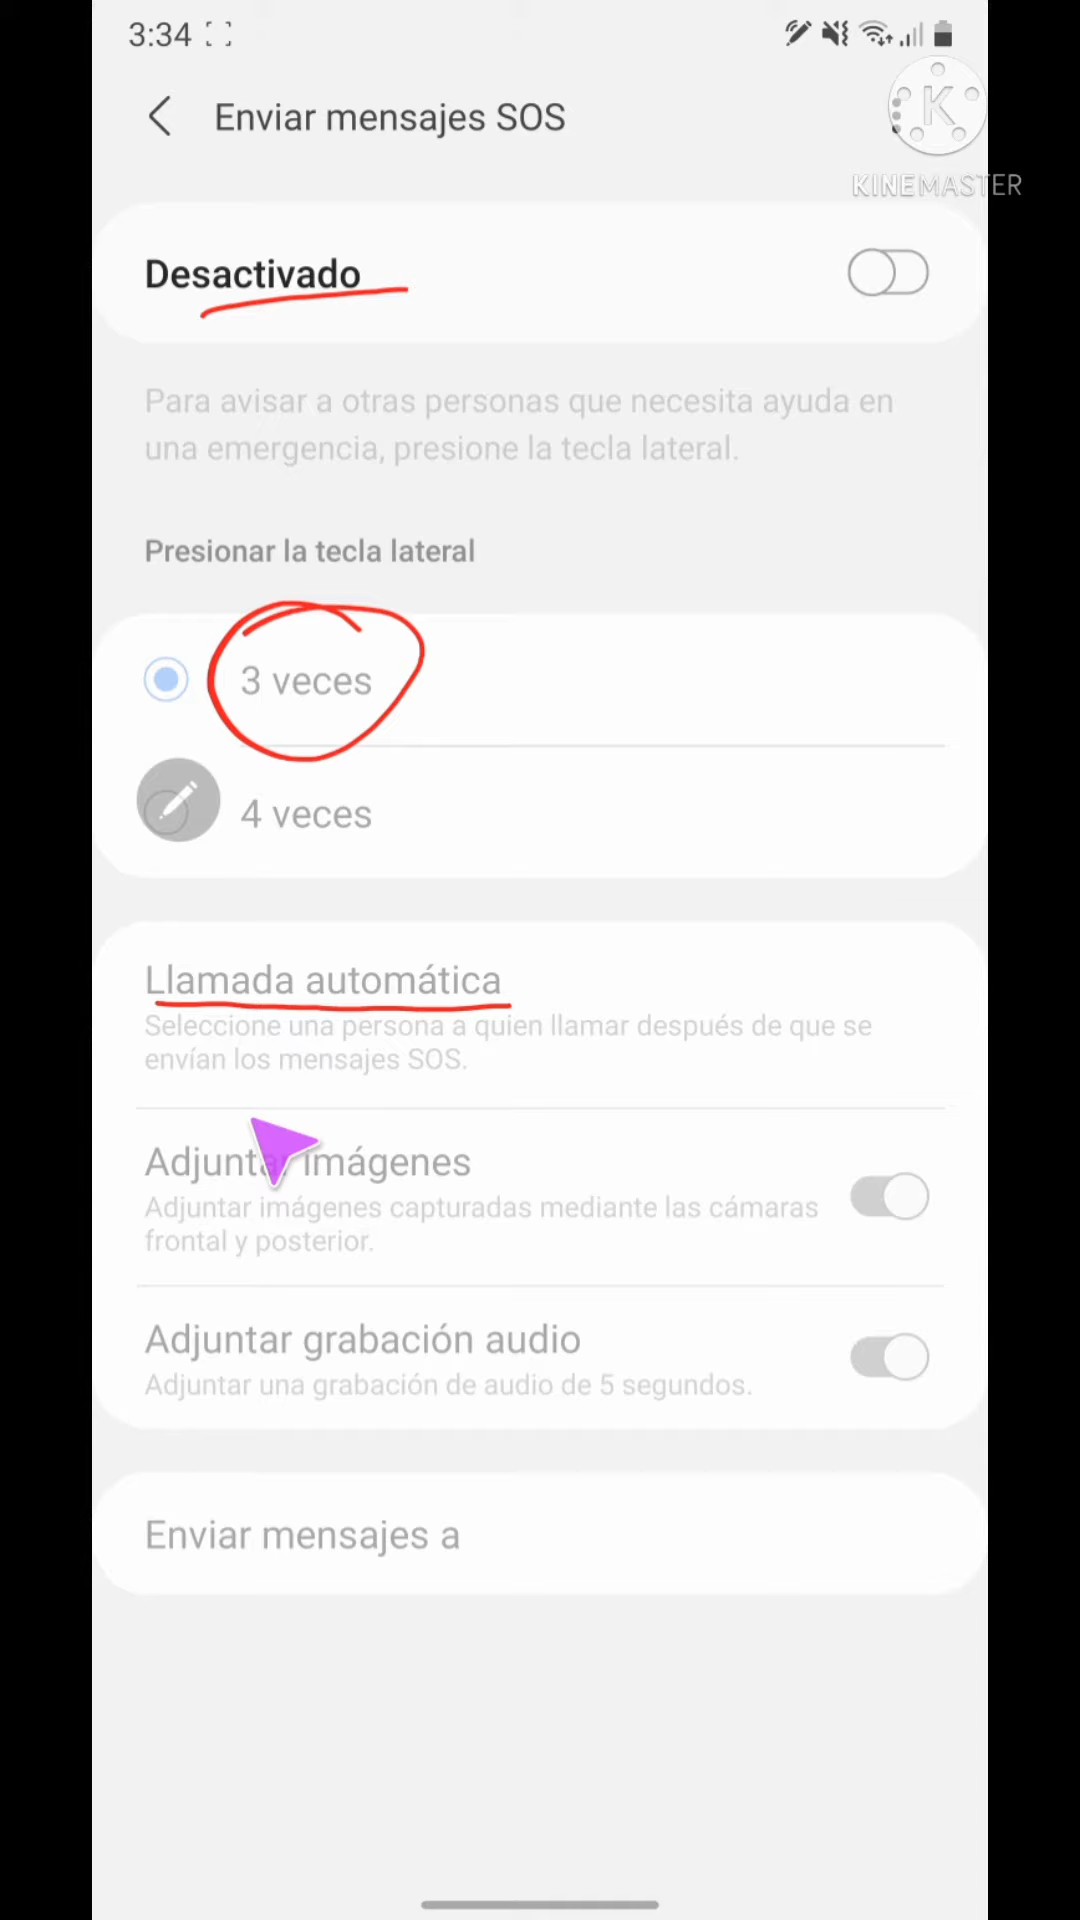 3:34
Enviar mensajes SOS
K
KINEMASTER
Desactivado
Para avisar a otras personas que necesita ayuda en
una emergencia, presione la tecla lateral.
Presionar la tecla lateral
3 veces
4 veces
Llamada automática
Seleccione una persona a quien llamar después de que se
envían los mensajes SOS.
Adjuntar imágenes
Adjuntar imágenes capturadas mediante las cámaras
frontal y posterior.
Adjuntar grabación audio
Adjuntar una grabación de audio de 5 segundos.
Enviar mensajes a